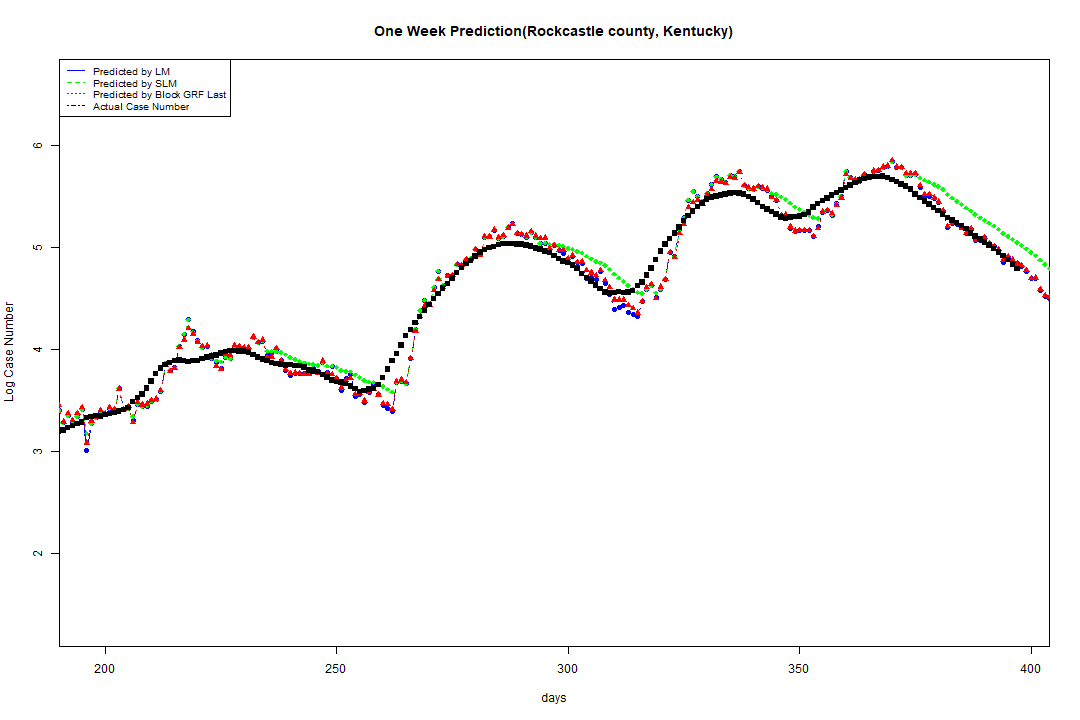 One Week Prediction(Rockcastle county, Kentucky)
Predicted by LM
Predicted by SLM
Predicted by Block GRF Last
Actual Case Number
Log Case Number
6
5
4
3
2
200 250 300 350 400
days